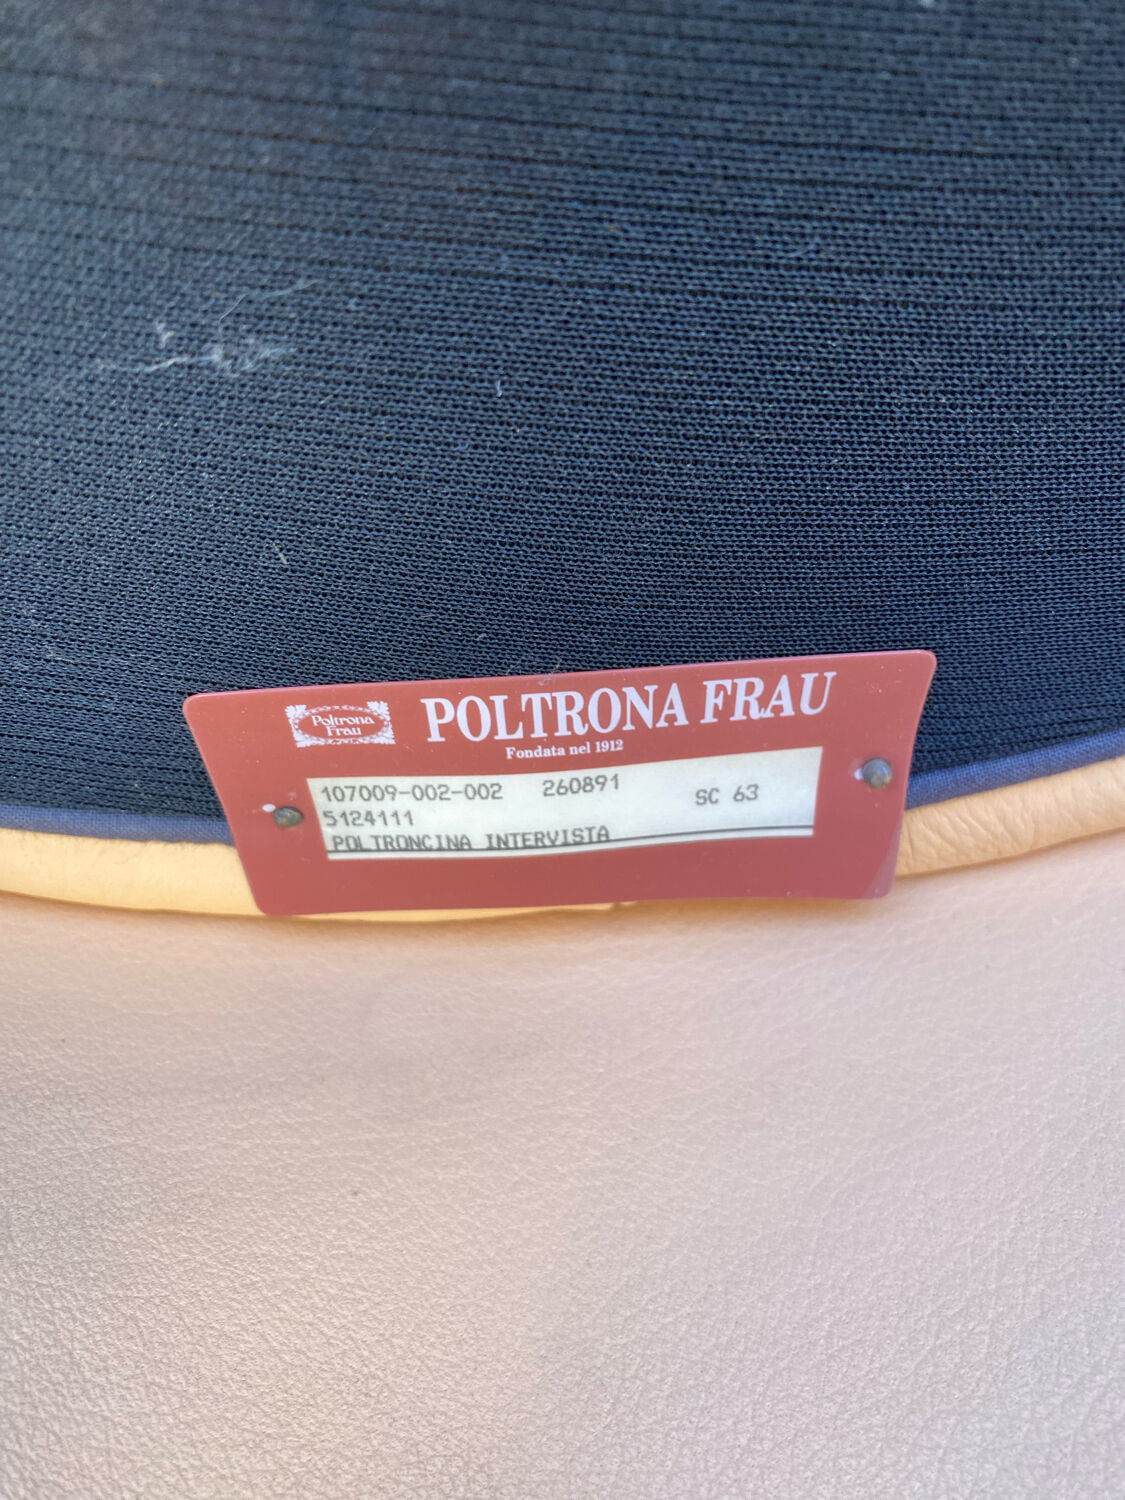 Poltrona
Frau
POLTRONA FRAU
Fondata nel 1912
107009-002-002 260891 SC 63
5124111
POLTRONCINA INTERVISTA